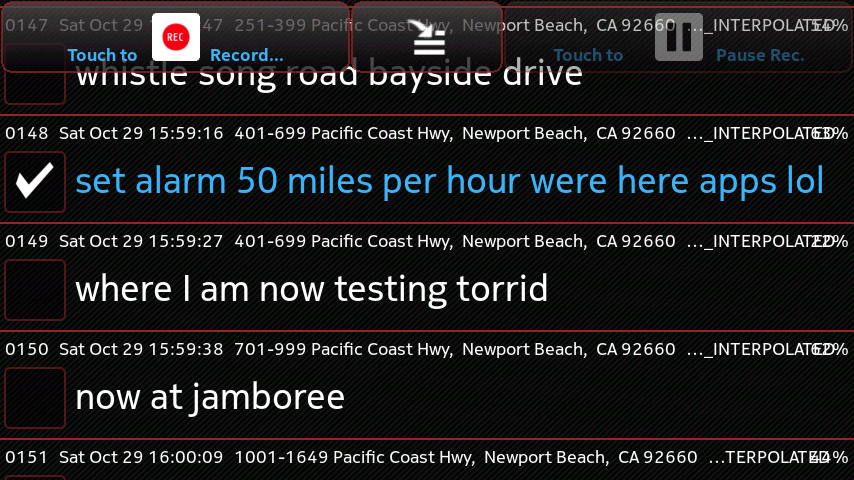 0147 Sat Oct 29 47 251-399 Pacific Coast Hwy, Newport Beach, CA 92660 ..._INTERPOLATED
Touch to REC Record... Touch to Pause Rec.
whistle song road bayside drive
0148 Sat Oct 29 15:59:16 401-699 Pacific Coast Hwy, Newport Beach, CA 92660 ..._INTERPOLATED 63%
set alarm 50 miles per hour were here apps lol
0149 Sat Oct 29 15:59:27 401-699 Pacific Coast Hwy, Newport Beach, CA 92660 ..._INTERPOLATED 22%
where I am now testing torrid
0150 Sat Oct 29 15:59:38 701-999 Pacific Coast Hwy, Newport Beach, CA 92660 ..._INTERPOLATED 62%
now at jamboree
0151 Sat Oct 29 16:00:09 1001-1649 Pacific Coast Hwy, Newport Beach, CA 92660 ...TERPOLATED 44%